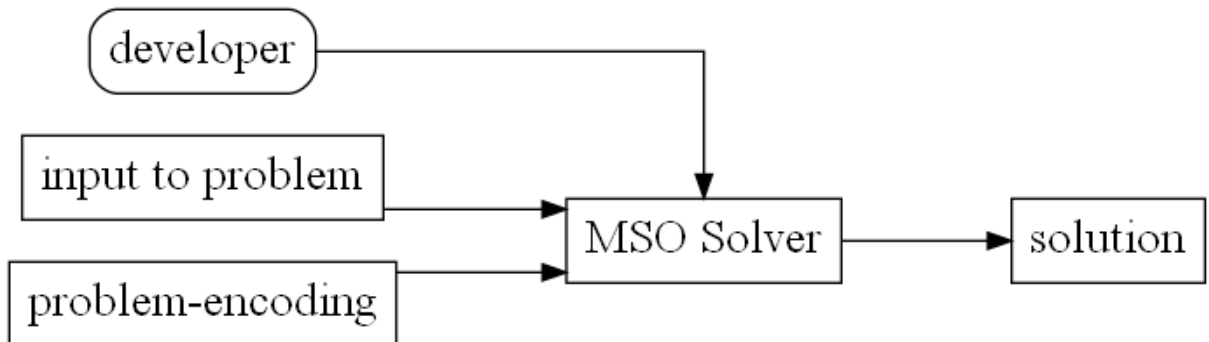 developer
input to problem
MSO Solver
solution
problem-encoding